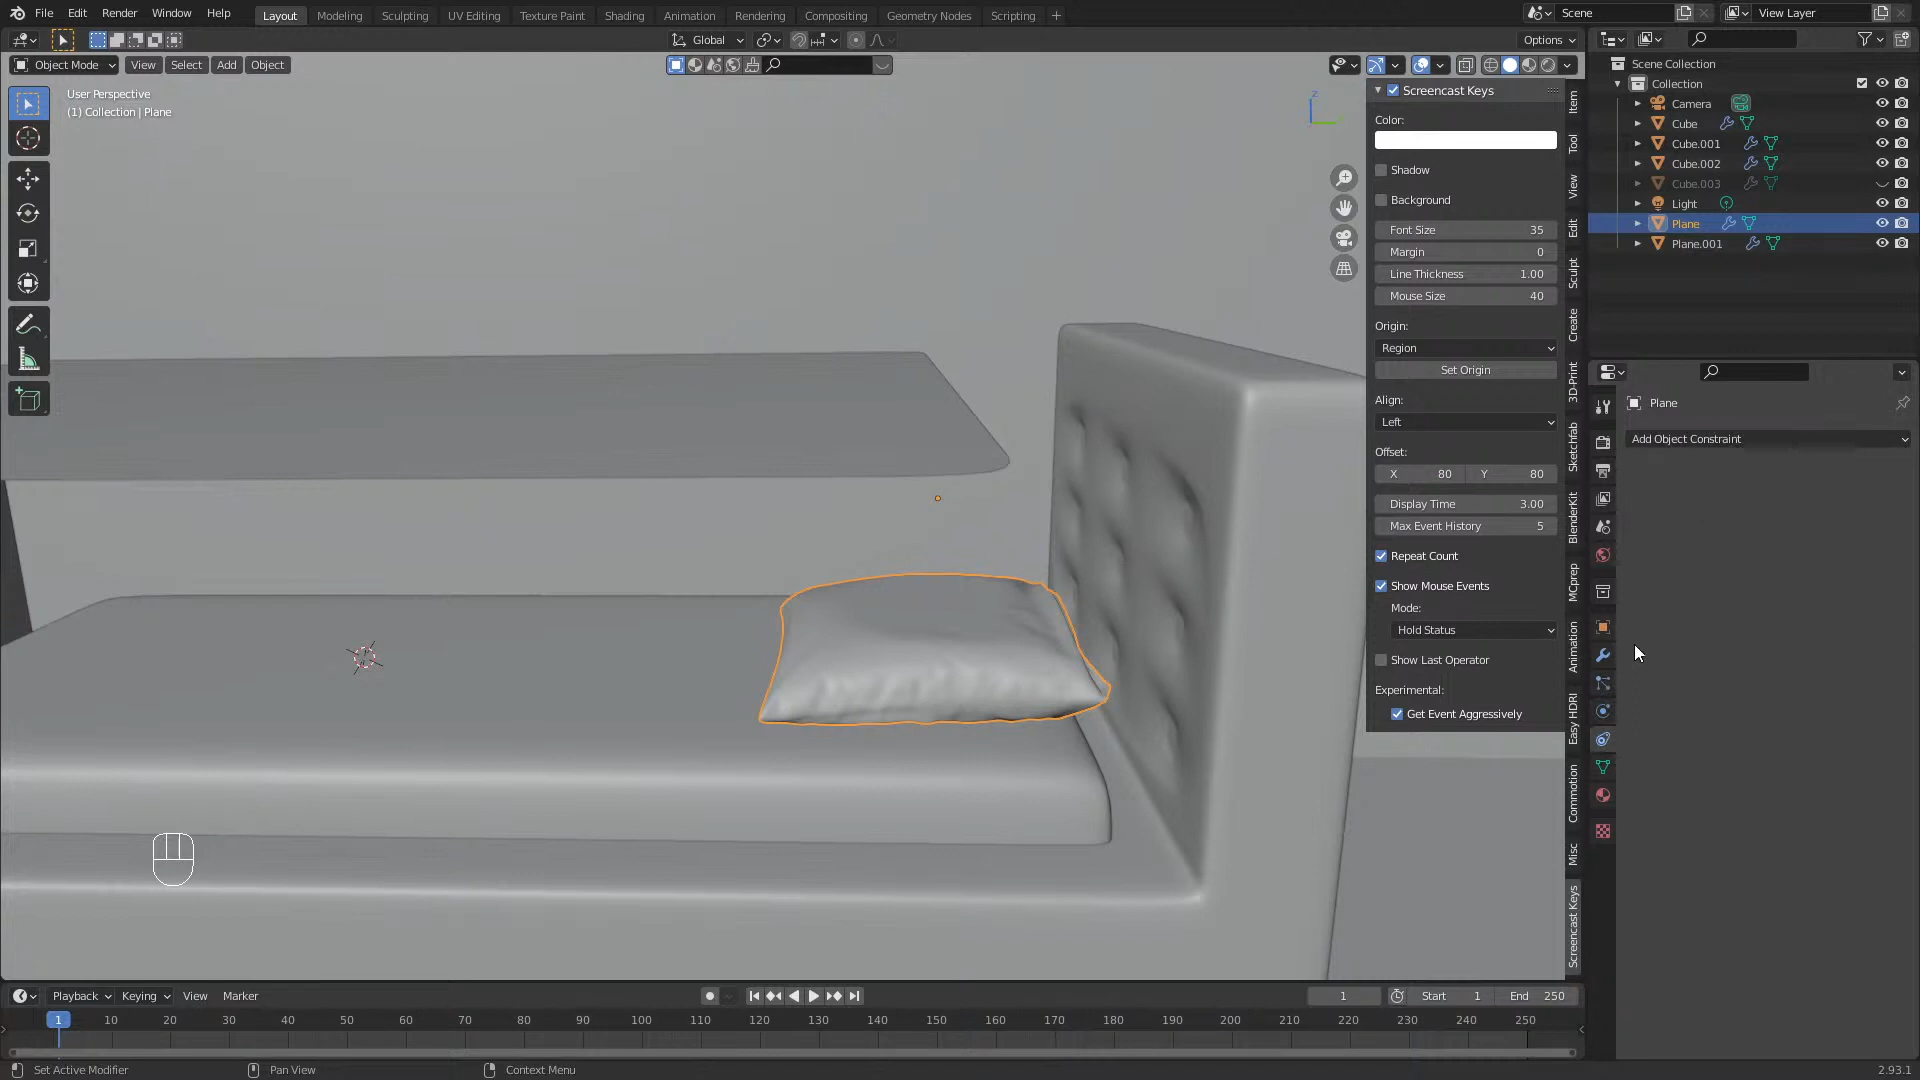 File Edit Render Window Help Layout Modeling Sculpting UV Editing Texture Paint Shading Animation Rendering Compositing Geometry Nodes Scripting + Scene View Layer
Global Options
Object Mode View Select Add Object
User Perspective
(1) Collection | Plane
Z
Screencast Keys
Color:
Shadow
Background
Font Size 35
Margin 0
Line Thickness 1.00
Mouse Size 40
Origin:
Region
Set Origin
Align:
Left
Offset:
X 80 Y 80
Display Time 3.00
Max Event History 5
Repeat Count
Show Mouse Events
Mode:
Hold Status
Show Last Operator
Experimental:
Get Event Aggressively
Item
Tool
View
Edit
Sculpt
Create
3D-Print
Sketchfab
BlenderKit
MCprep
Animation
Easy HDRI
Commotion
Misc
Screencast Keys
Scene Collection
Collection
Camera
Cube
Cube.001
Cube.002
Cube.003
Light
Plane
Plane.001
Plane
Add Object Constraint
Playback Keying View Marker 1 Start 1 End 250
1 10 20 30 40 50 60 70 80 90 100 110 120 130 140 150 160 170 180 190 200 210 220 230 240 250
Set Active Modifier Pan View Context Menu 2.93.1